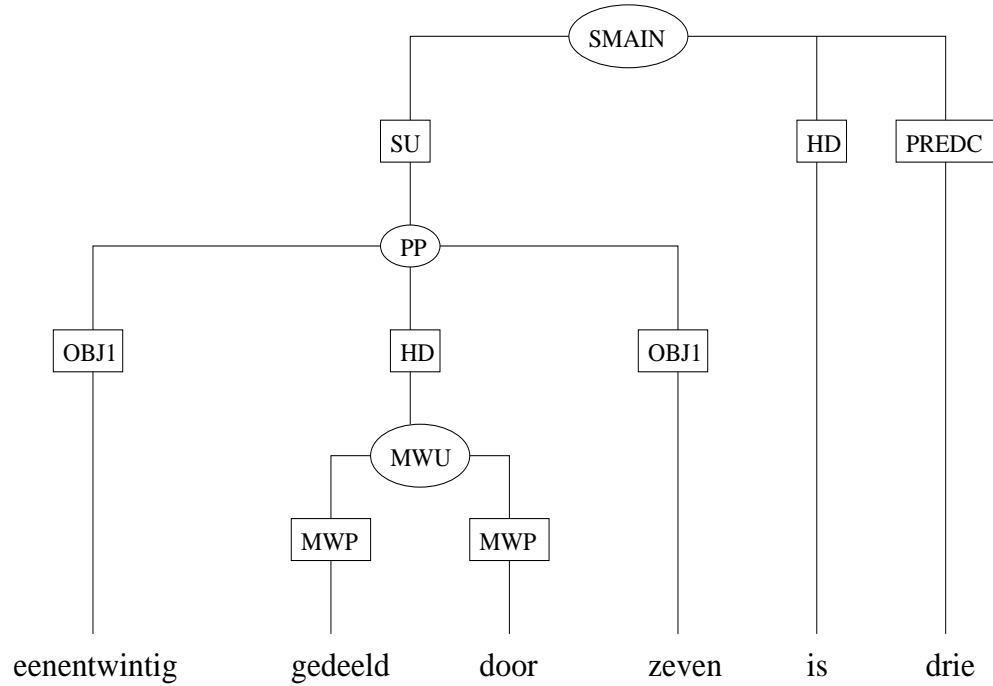 SMAIN
SU HD PREDC
PP
OBJ1 HD OBJ1
MWU
MWP MWP
eenentwintig gedeeld door zeven is drie